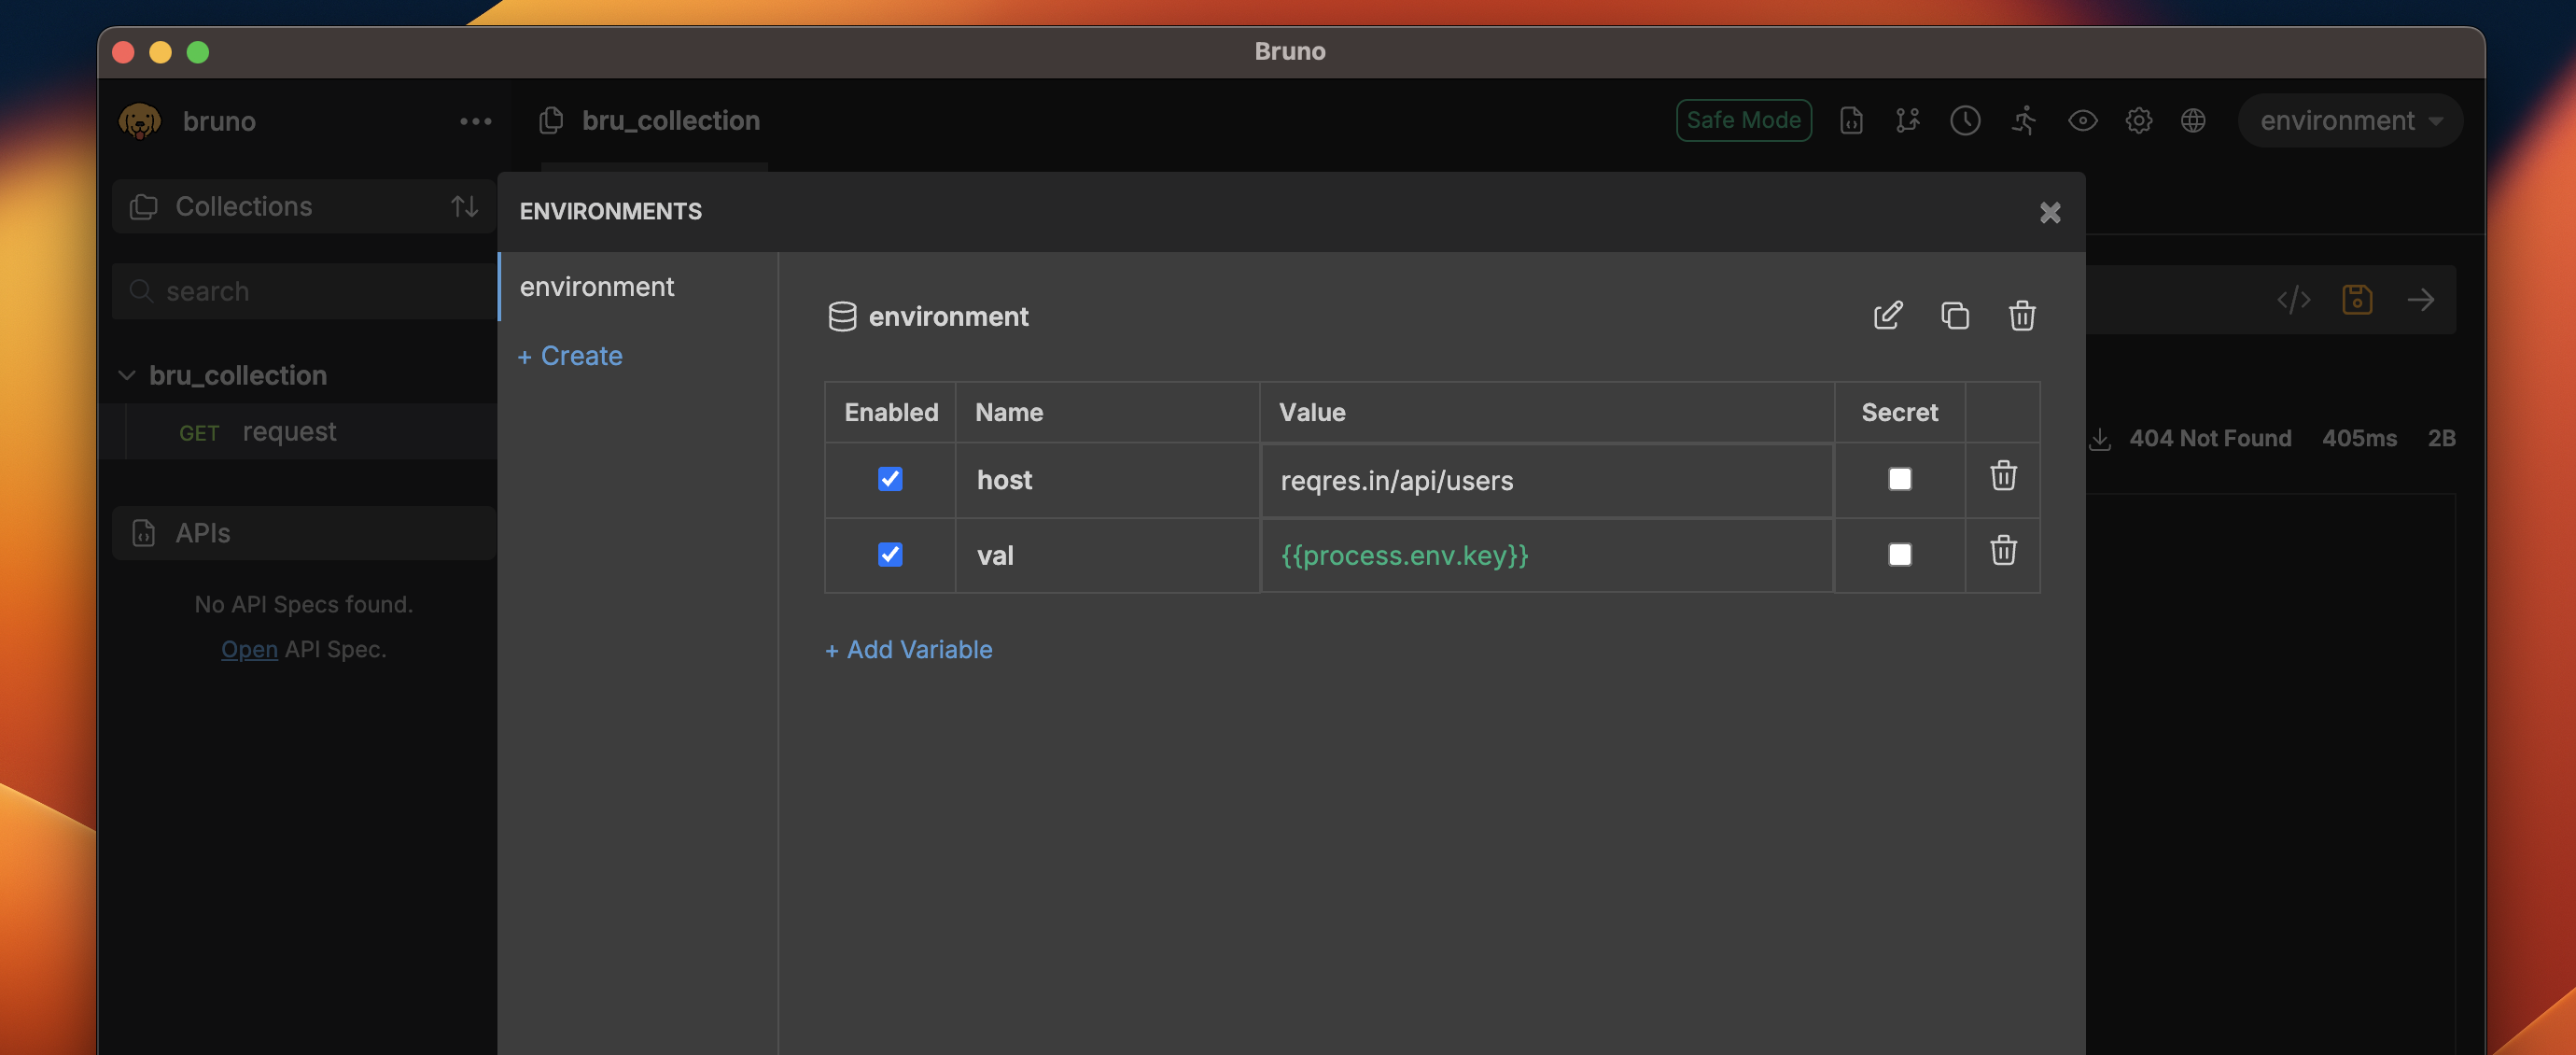 Bruno
bruno
bru_collection
Safe Mode
environment
Collections
ENVIRONMENTS
search
environment
environment
+ Create
bru_collection
Enabled Name Value Secret
GET request
404 Not Found 405ms 2B
host reqres.in/api/users
APIs
val {{process.env.key}}
No API Specs found.
Open API Spec.
+ Add Variable